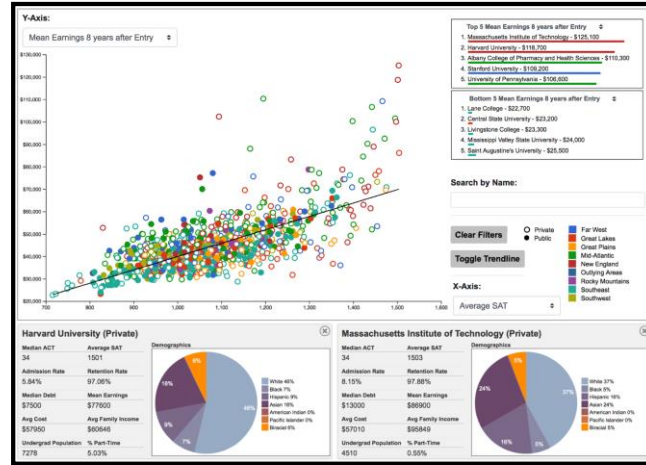 Y-Axis:
Mean Earnings 8 years after Entry
$130,000
$120,000
$110,000
$100,000
$90,000
$80,000
$70,000
$60,000
$50,000
$40,000
$30,000
$20,000
700
800
900
1,000
1,100
1,200
1,300
1,400
1,500
1,600
Top 5 Mean Earnings 8 years after Entry
1. Massachusetts Institute of Technology - $125,100
2. Harvard University - $118,700
3. Albany College of Pharmacy and Health Sciences - $110,300
4. Stanford University - $109,200
5. University of Pennsylvania - $106,600
Bottom 5 Mean Earnings 8 years after Entry
1. Lane College - $22,700
2. Central State University - $23,200
3. Livingstone College - $23,300
4. Mississippi Valley State University - $24,000
5. Saint Augustine's University - $25,500
Search by Name:
Clear Filters
Toggle Trendline
Private
Public
Far West
Great Lakes
Great Plains
Mid-Atlantic
New England
Outlying Areas
Rocky Mountains
Southeast
Southwest
X-Axis:
Average SAT
Harvard University (Private)
Median ACT Average SAT
34 1501
Admission Rate Retention Rate
5.84% 97.06%
Median Debt Mean Earnings
$7500 $77600
Avg Cost Avg Family Income
$57950 $60646
Undergrad Population % Part-Time
7278 5.03%
Demographics
6%
18%
9%
7%
46%
White 46%
Black 7%
Hispanic 9%
Asian 18%
American Indian 0%
Pacific Islander 0%
Biracial 6%
Massachusetts Institute of Technology (Private)
Median ACT Average SAT
34 1503
Admission Rate Retention Rate
8.15% 97.88%
Median Debt Mean Earnings
$13000 $86900
Avg Cost Avg Family Income
$57010 $95849
Undergrad Population % Part-Time
4510 0.55%
Demographics
5%
24%
16%
5%
37%
White 37%
Black 5%
Hispanic 16%
Asian 24%
American Indian 0%
Pacific Islander 0%
Biracial 5%